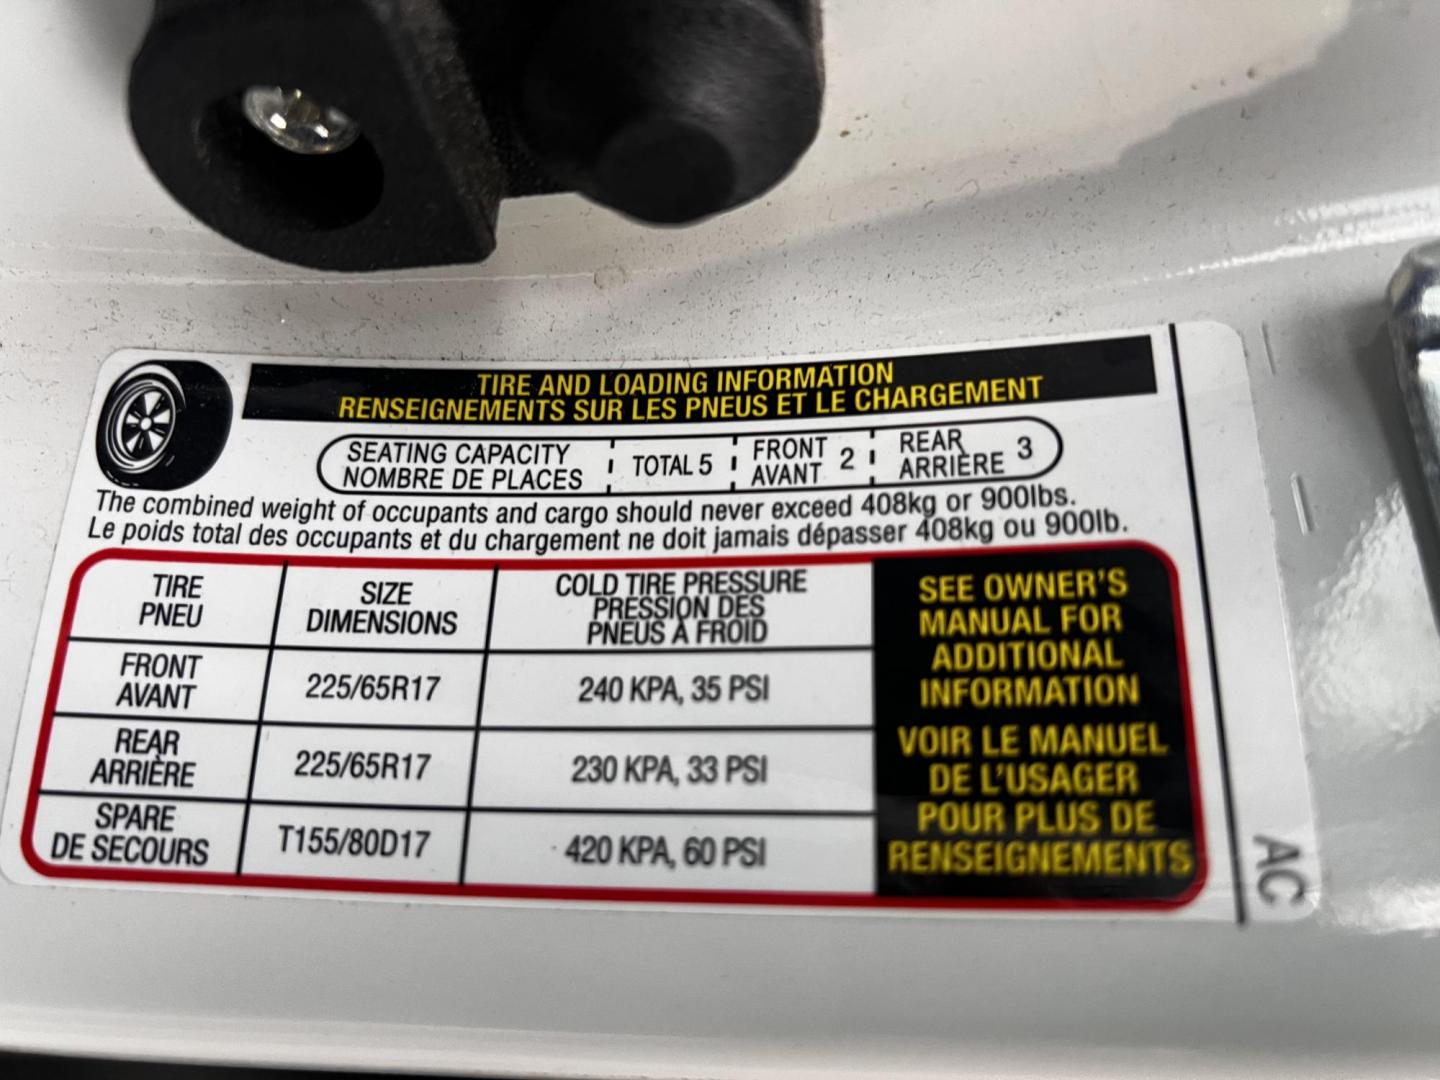 TIRE AND LOADING INFORMATION
RENSEIGNEMENTS SUR LES PNEUS ET LE CHARGEMENT
SEATING CAPACITY
NOMBRE DE PLACES
TOTAL 5
FRONT
AVANT
2
REAR
ARRIÈRE
3
The combined weight of occupants and cargo should never exceed 408kg or 900lbs.
Le poids total des occupants et du chargement ne doit jamais dépasser 408kg ou 900lb.
TIRE
PNEU
SIZE
DIMENSIONS
COLD TIRE PRESSURE
PRESSION DES
PNEUS À FROID
FRONT
AVANT
225/65R17
240 KPA, 35 PSI
REAR
ARRIÈRE
225/65R17
230 KPA, 33 PSI
SPARE
DE SECOURS
T155/80D17
420 KPA, 60 PSI
SEE OWNER'S
MANUAL FOR
ADDITIONAL
INFORMATION
VOIR LE MANUEL
DE L'USAGER
POUR PLUS DE
RENSEIGNEMENTS
AC